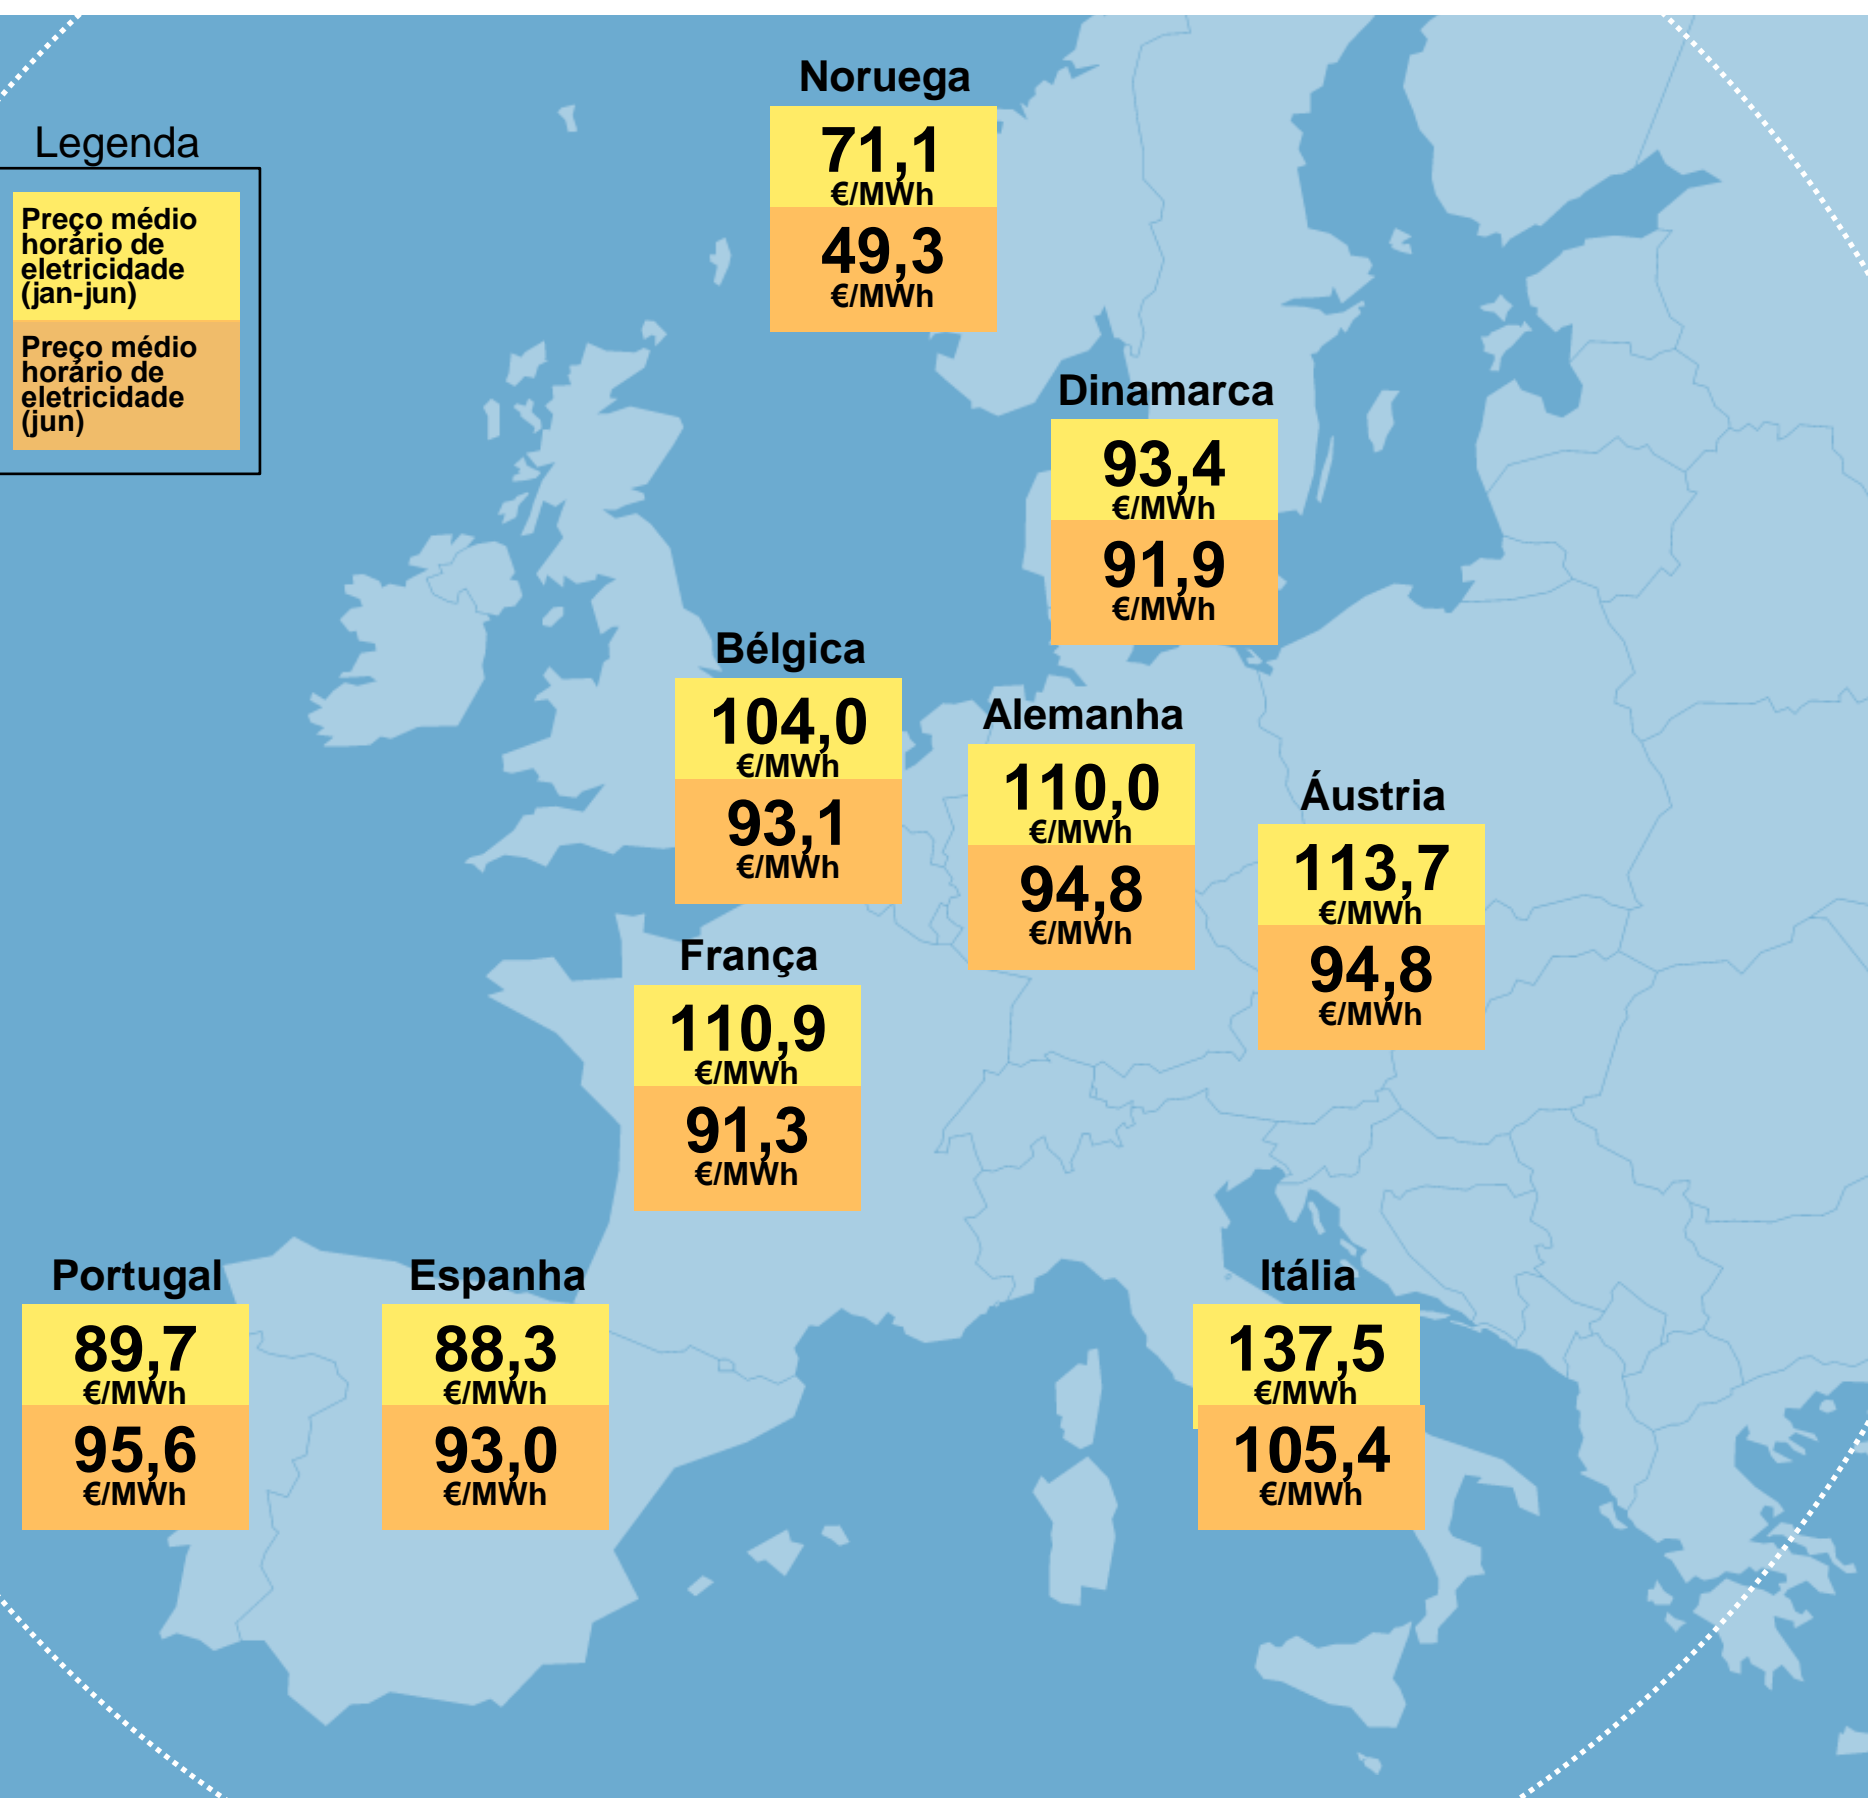 Noruega
71,1
€/MWh
49,3
€/MWh
Legenda
Preço médio
horário de
eletricidade
(jan-jun)
Preço médio
horário de
eletricidade
(jun)
Dinamarca
93,4
€/MWh
91,9
€/MWh
Bélgica
104,0
€/MWh
93,1
€/MWh
Alemanha
110,0
€/MWh
94,8
€/MWh
Áustria
113,7
€/MWh
94,8
€/MWh
França
110,9
€/MWh
91,3
€/MWh
Portugal
89,7
€/MWh
95,6
€/MWh
Espanha
88,3
€/MWh
93,0
€/MWh
Itália
137,5
€/MWh
105,4
€/MWh